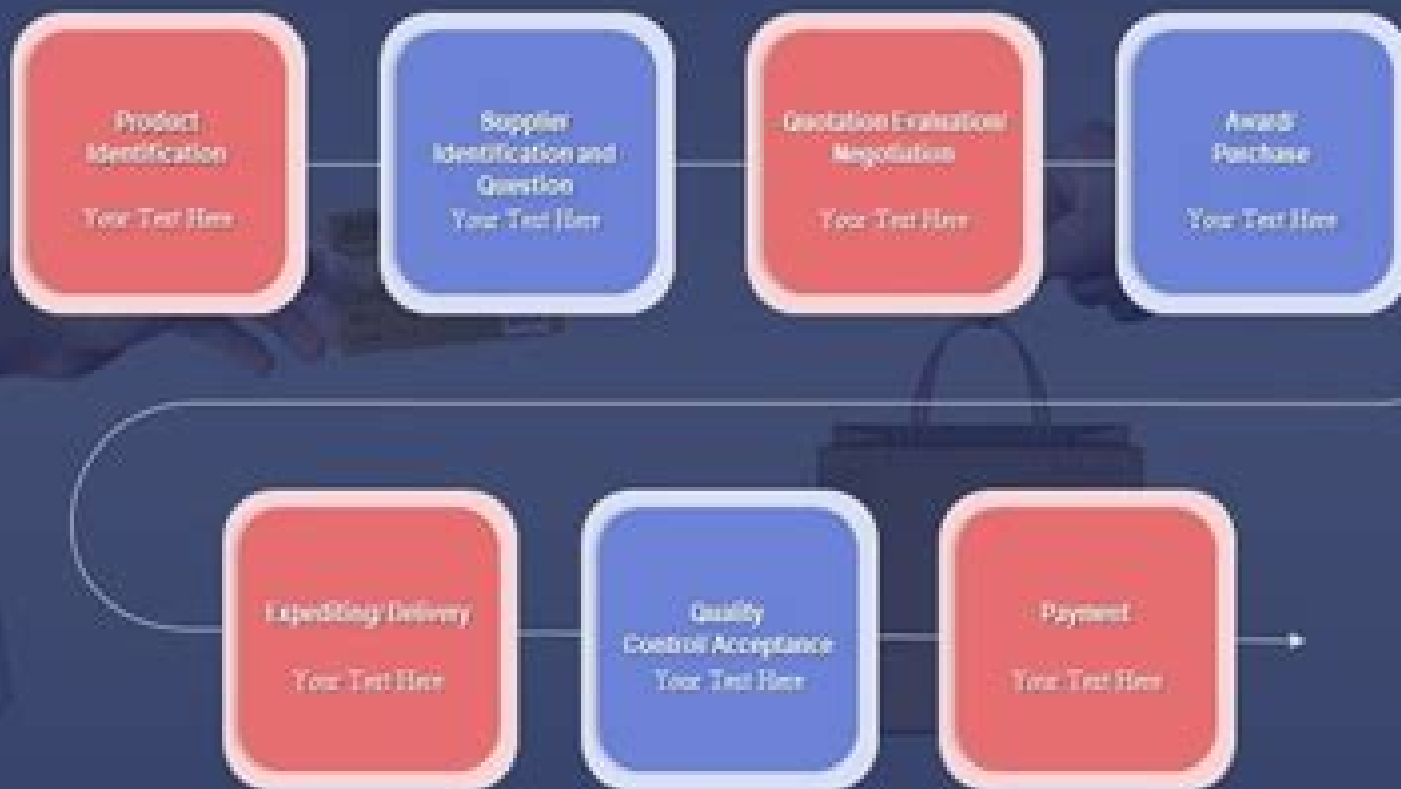 Product
Identification
Your Text Here
Supplier
Identification and
Question
Your Text Here
Quotation Evaluation/
Negotiation
Your Text Here
Award/
Purchase
Your Text Here
Expediting/ Delivery
Your Text Here
Quality
Control Acceptance
Your Text Here
Payment
Your Text Here